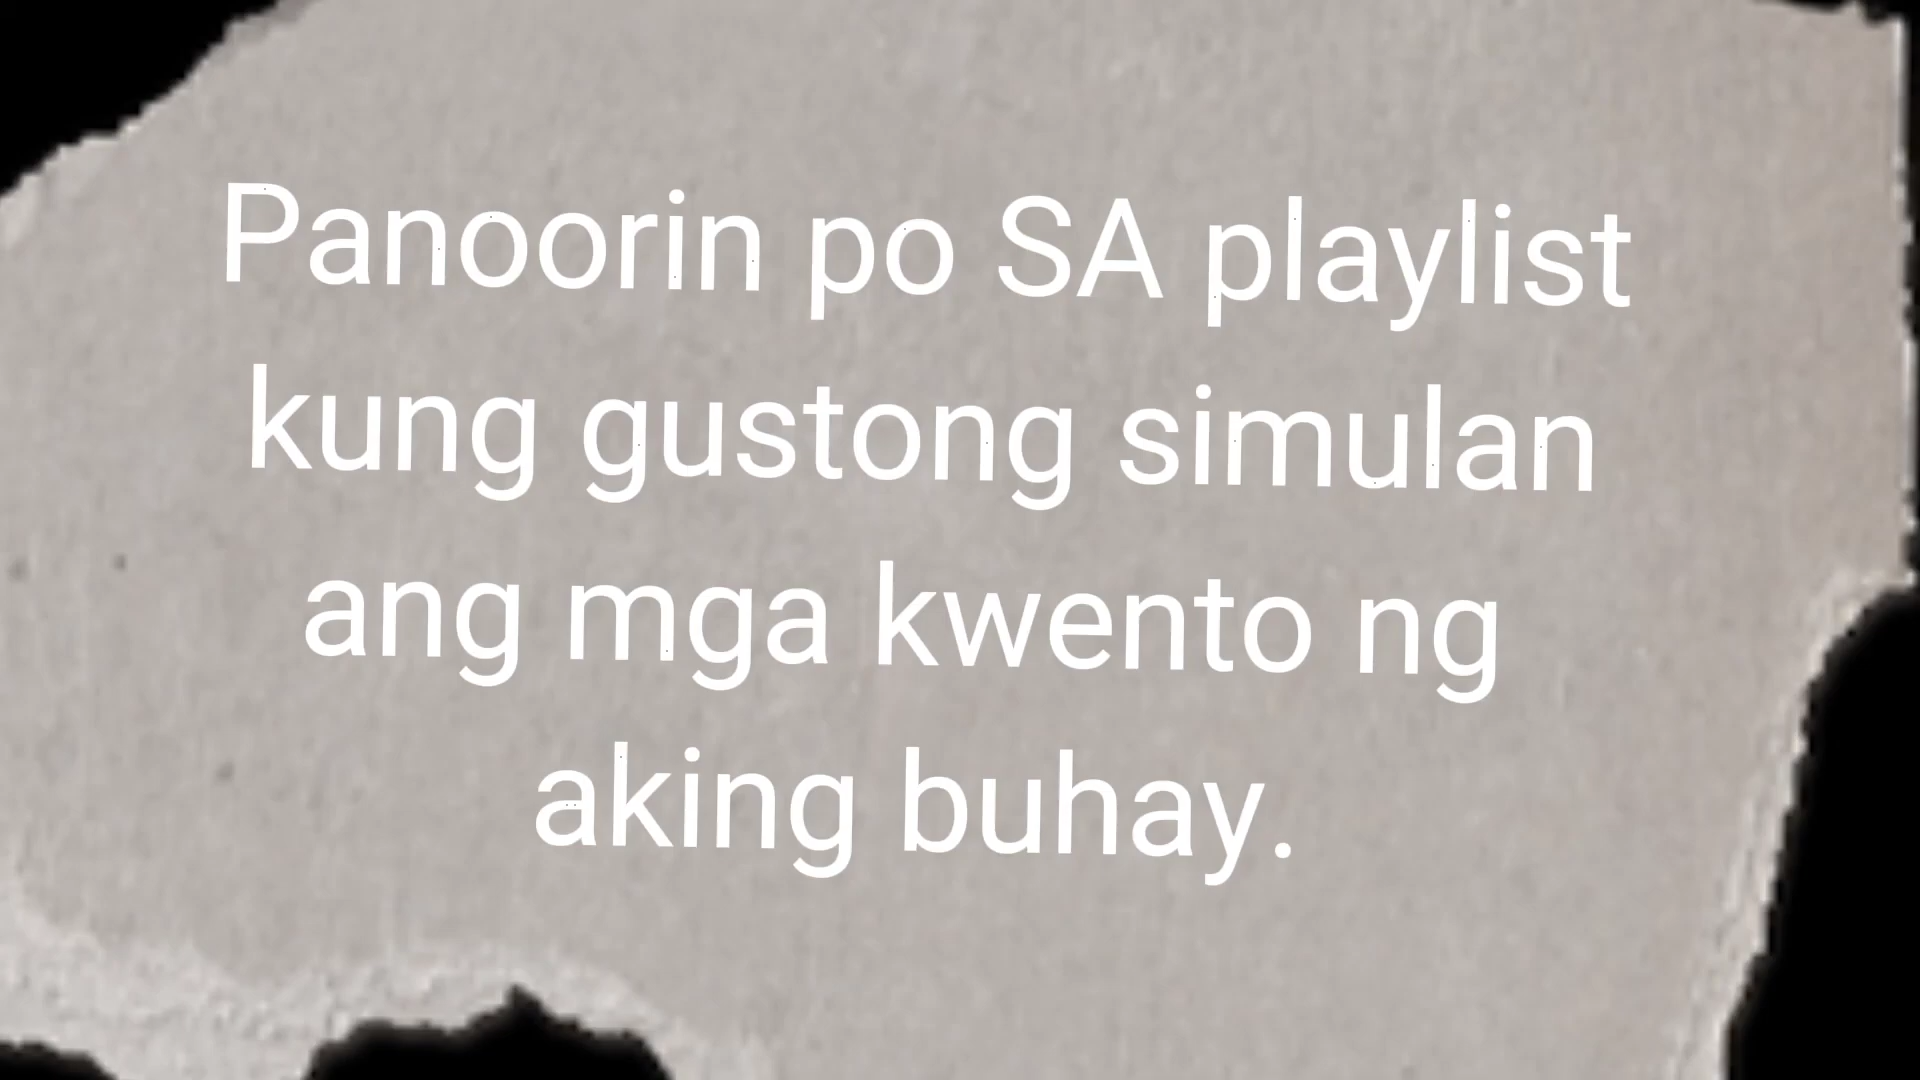 Panoorin po SA playlist
kung gustong simulan
ang mga kwento ng
aking buhay.